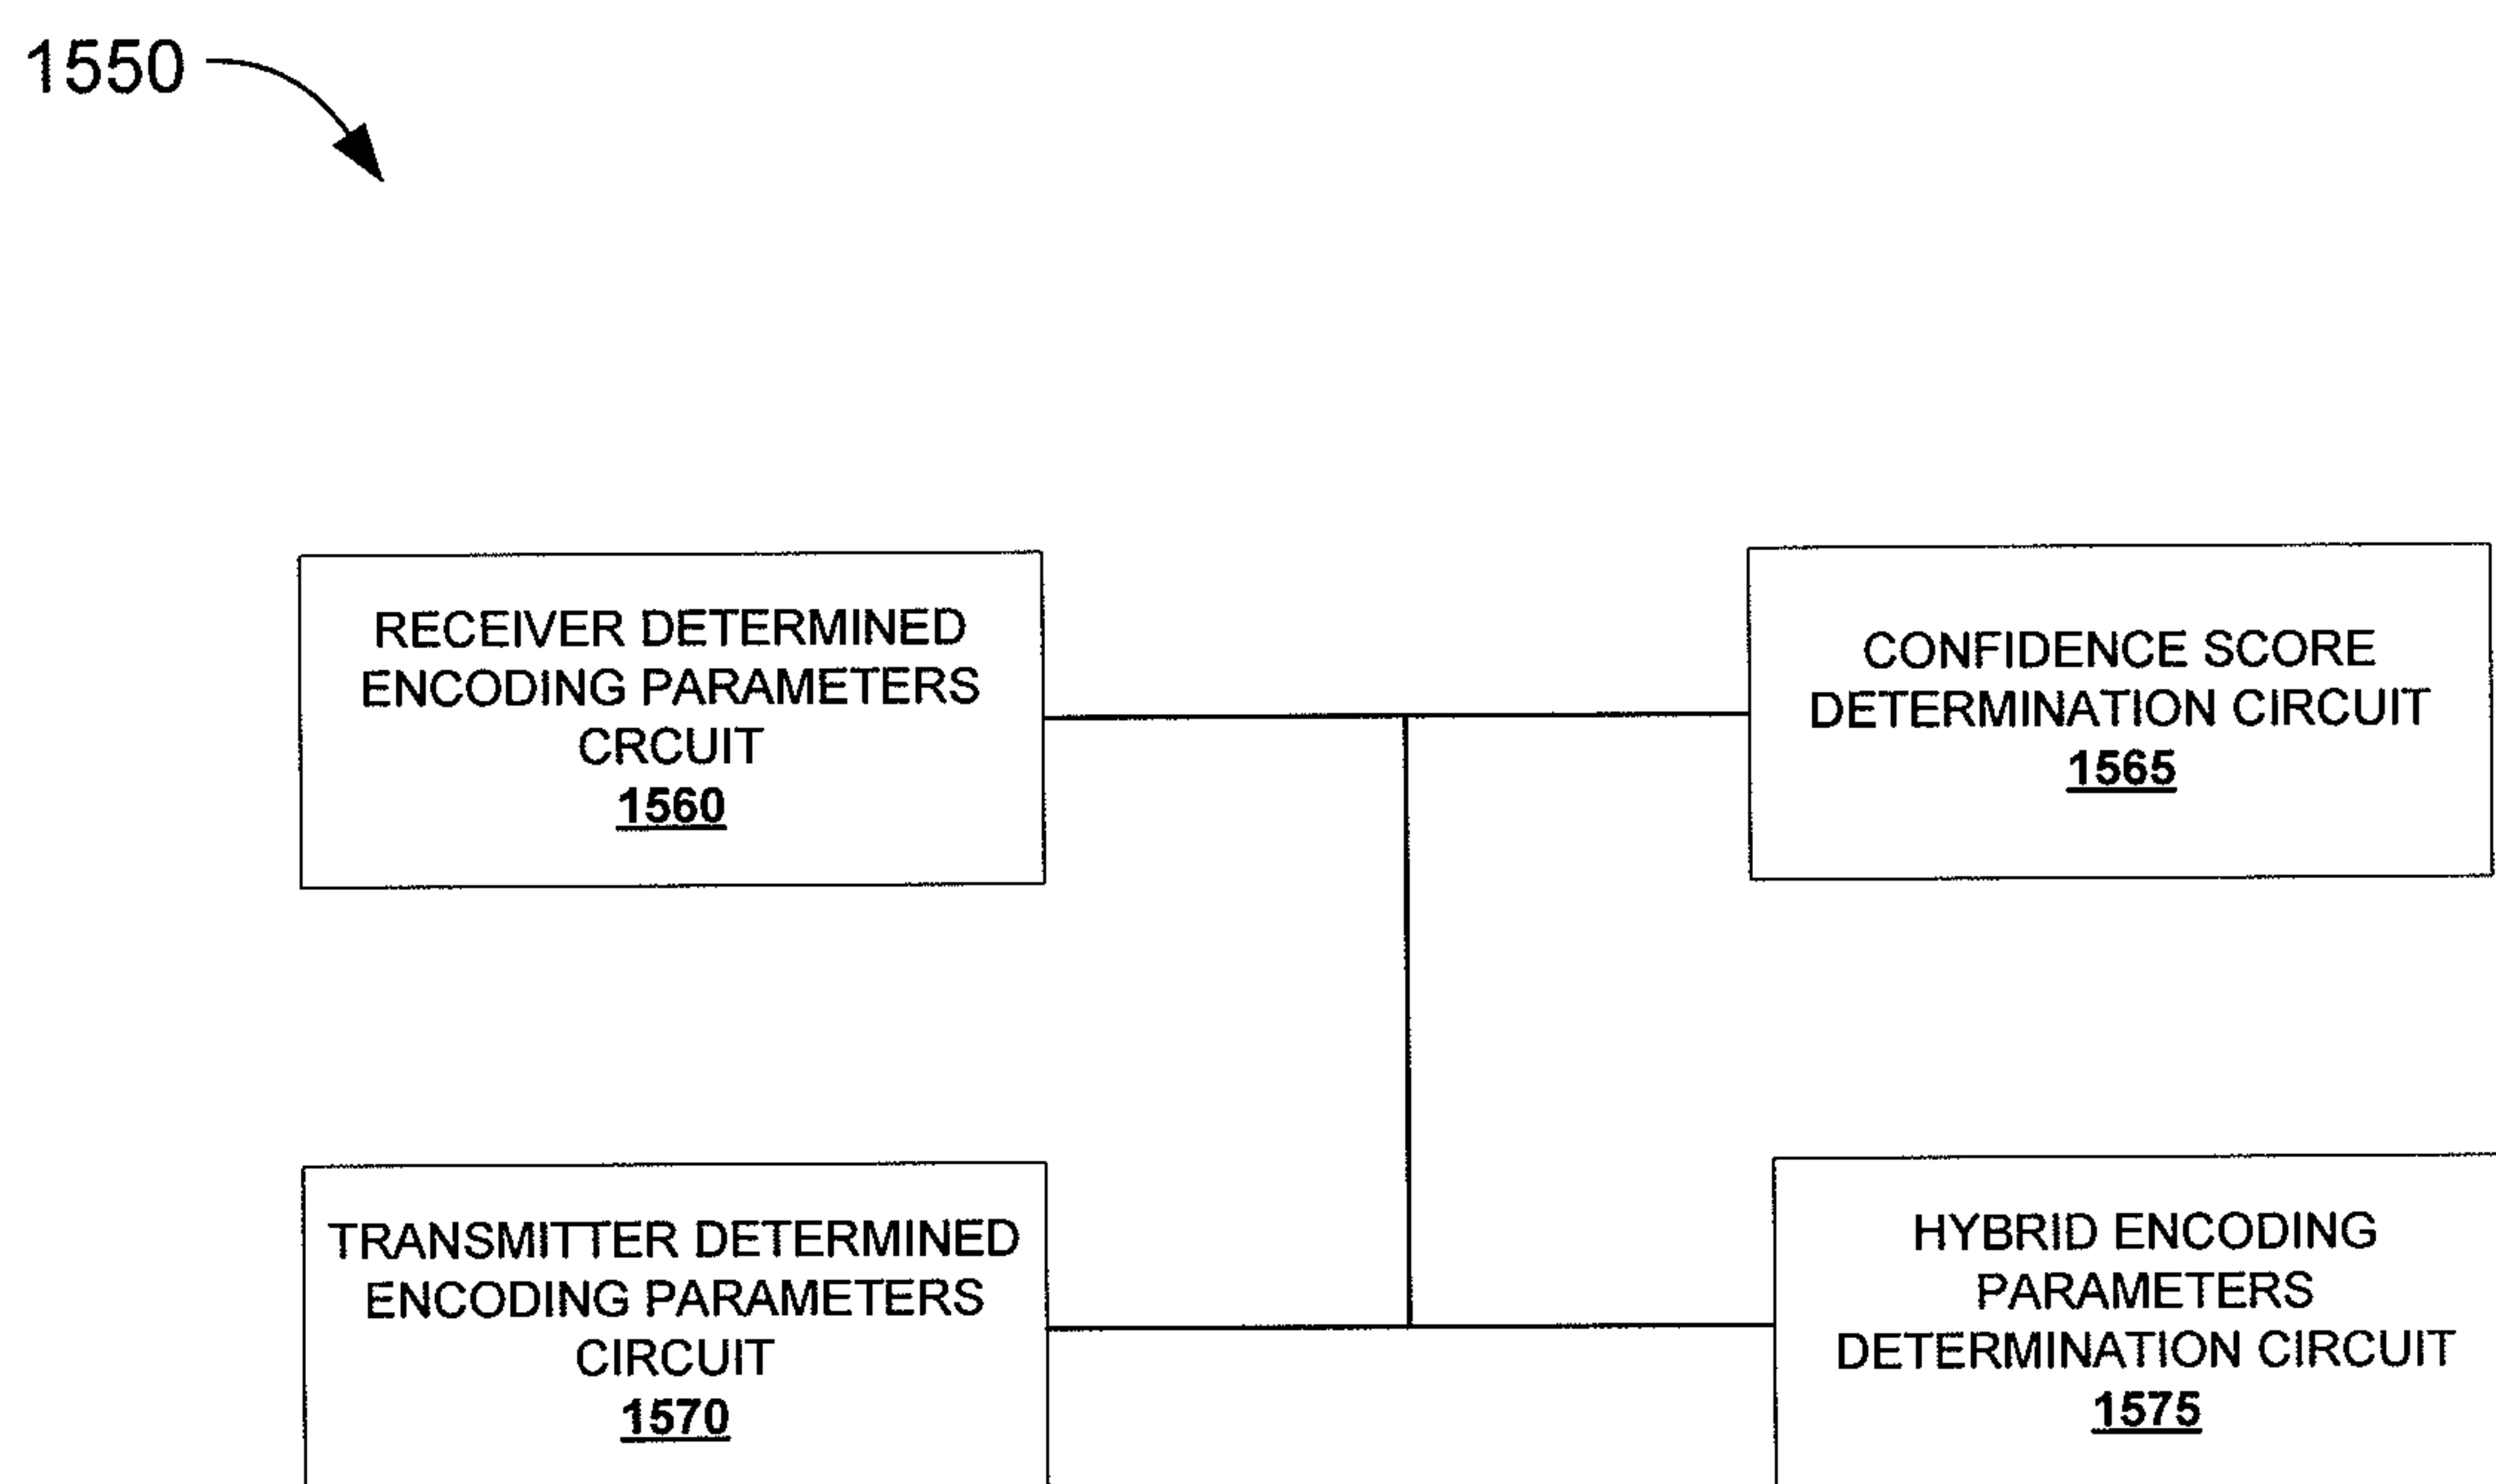 1550
RECEIVER DETERMINED
ENCODING PARAMETERS
CRCUIT
1560
CONFIDENCE SCORE
DETERMINATION CIRCUIT
1565
TRANSMITTER DETERMINED
ENCODING PARAMETERS
CIRCUIT
1570
HYBRID ENCODING
PARAMETERS
DETERMINATION CIRCUIT
1575